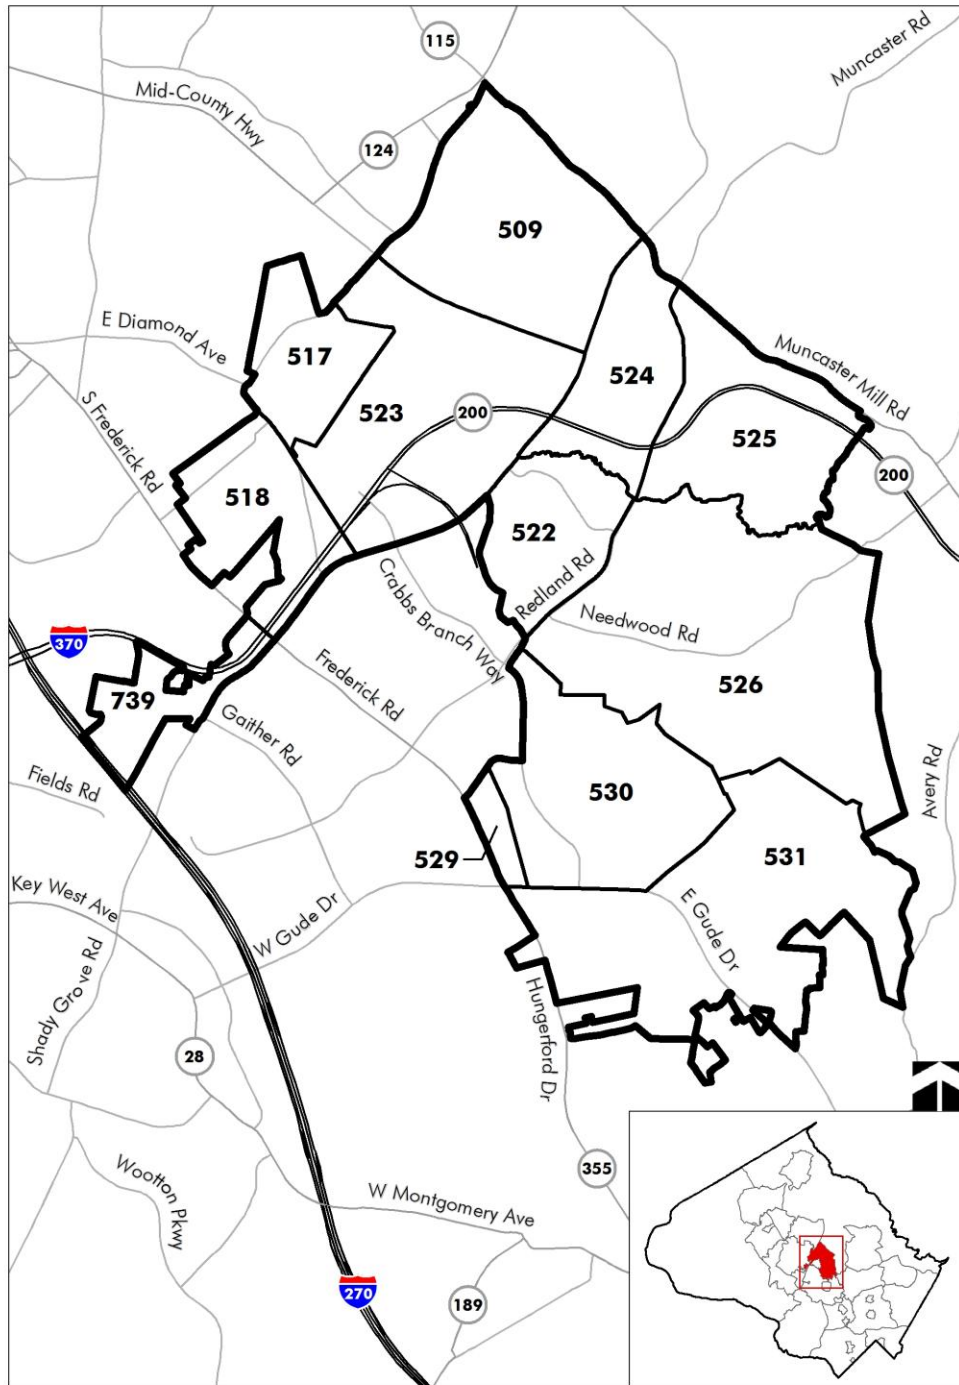 115
Muncaster Rd
Mid-County Hwy
124
509
E Diamond Ave
517
523
524
Muncaster Mill Rd
S Frederick Rd
200
525
200
518
522
Crabbs Branch Way
Redland Rd
Needwood Rd
370
739
Frederick Rd
526
Gaither Rd
Fields Rd
530
Avery Rd
529
531
Key West Ave
W Gude Dr
E Gude Dr
Shady Grove Rd
Hungerford Dr
28
355
Wootton Pkwy
W Montgomery Ave
270
189